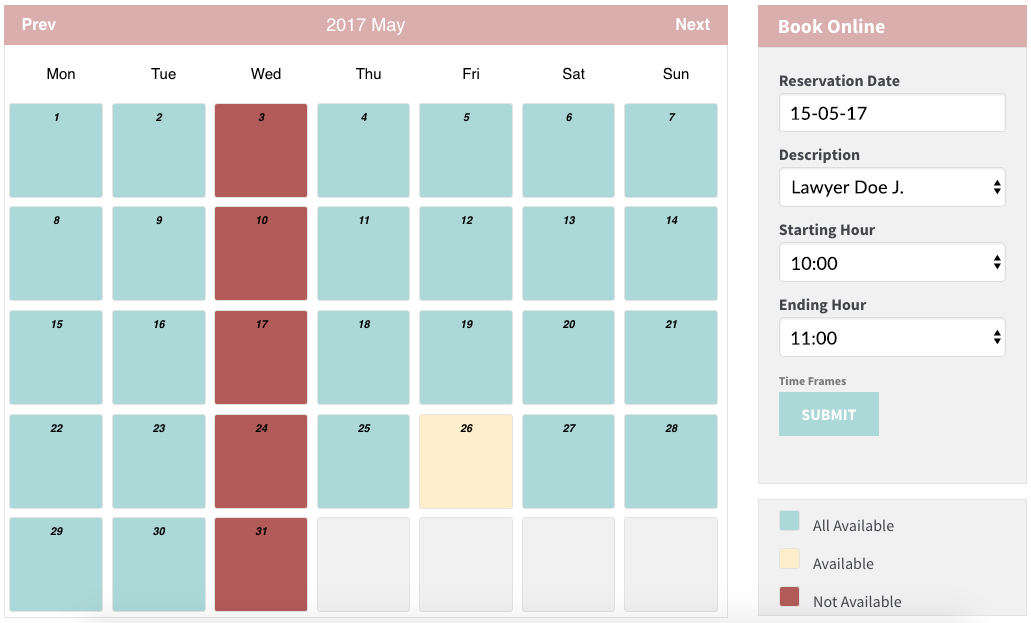 Prev 2017 May Next
Mon Tue Wed Thu Fri Sat Sun
1 2 3 4 5 6 7
8 9 10 11 12 13 14
15 16 17 18 19 20 21
22 23 24 25 26 27 28
29 30 31
Book Online
Reservation Date
15-05-17
Description
Lawyer Doe J.
Starting Hour
10:00
Ending Hour
11:00
Time Frames
SUBMIT
All Available
Available
Not Available